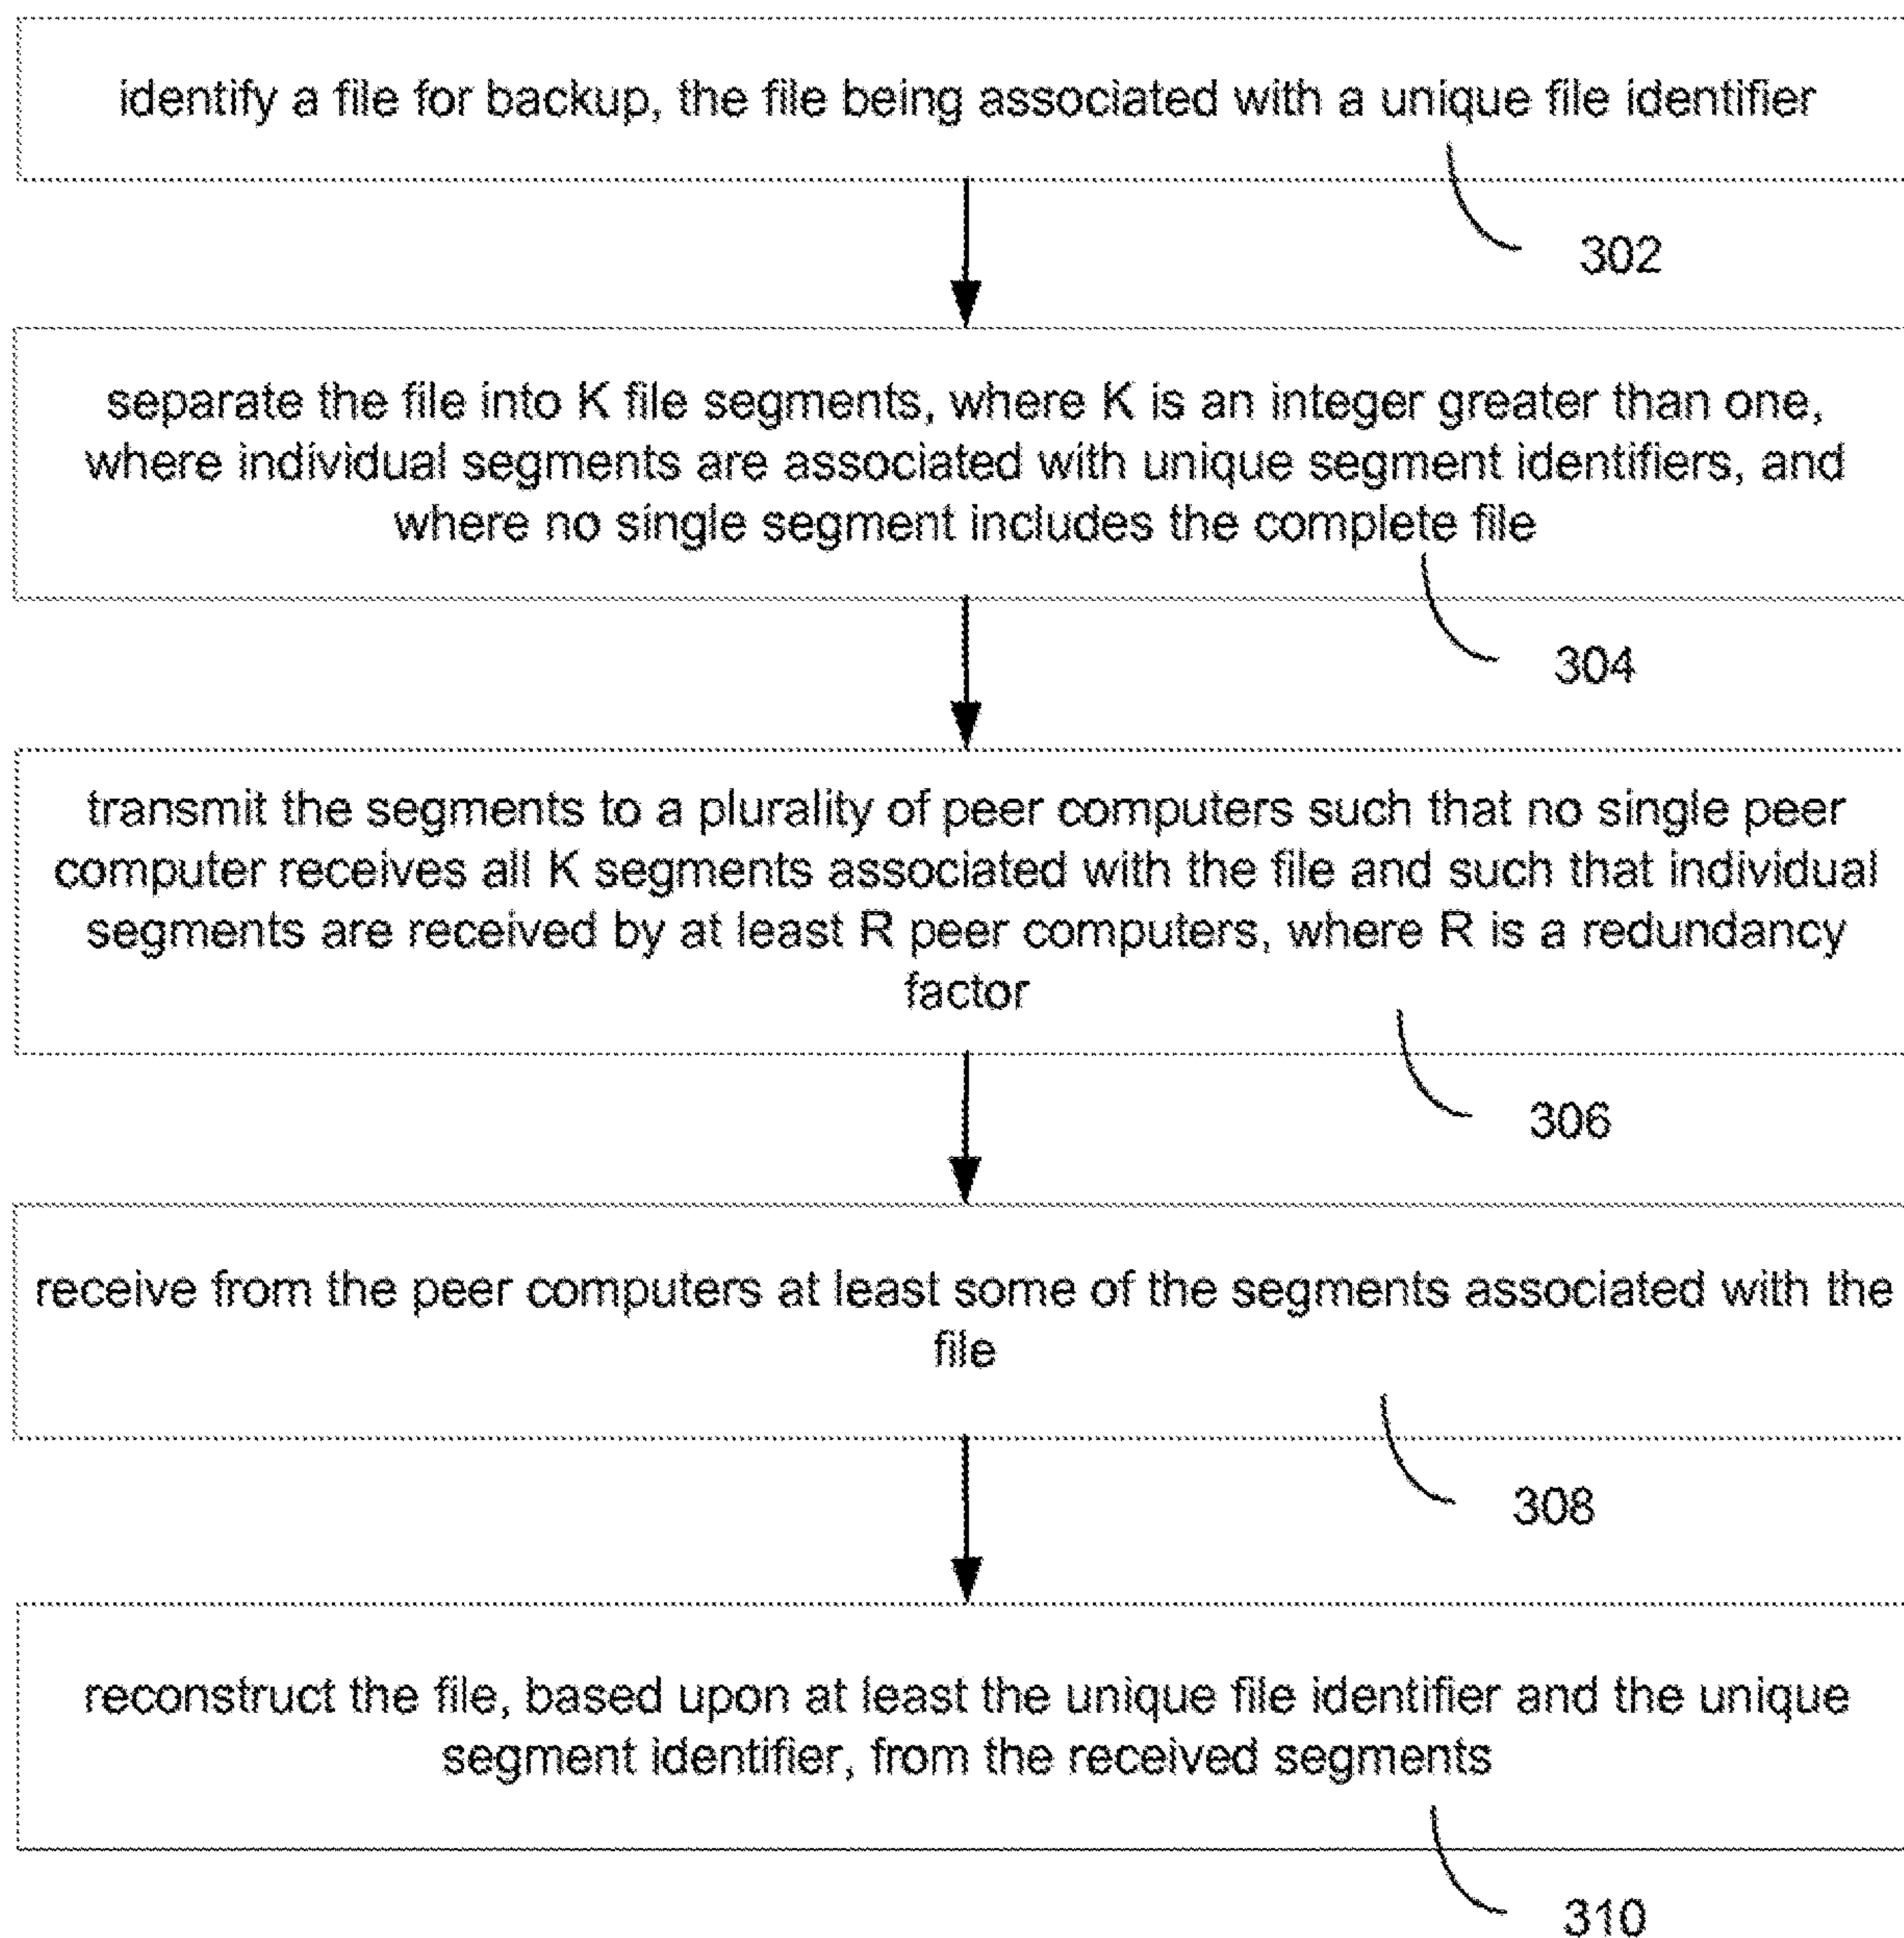 identify a file for backup, the file being associated with a unique file identifier
302
separate the file into K file segments, where K is an integer greater than one,
where individual segments are associated with unique segment identifiers, and
where no single segment includes the complete file
304
transmit the segments to a plurality of peer computers such that no single peer
computer receives all K segments associated with the file and such that individual
segments are received by at least R peer computers, where R is a redundancy
factor
306
receive from the peer computers at least some of the segments associated with the
file
308
reconstruct the file, based upon at least the unique file identifier and the unique
segment identifier, from the received segments
310